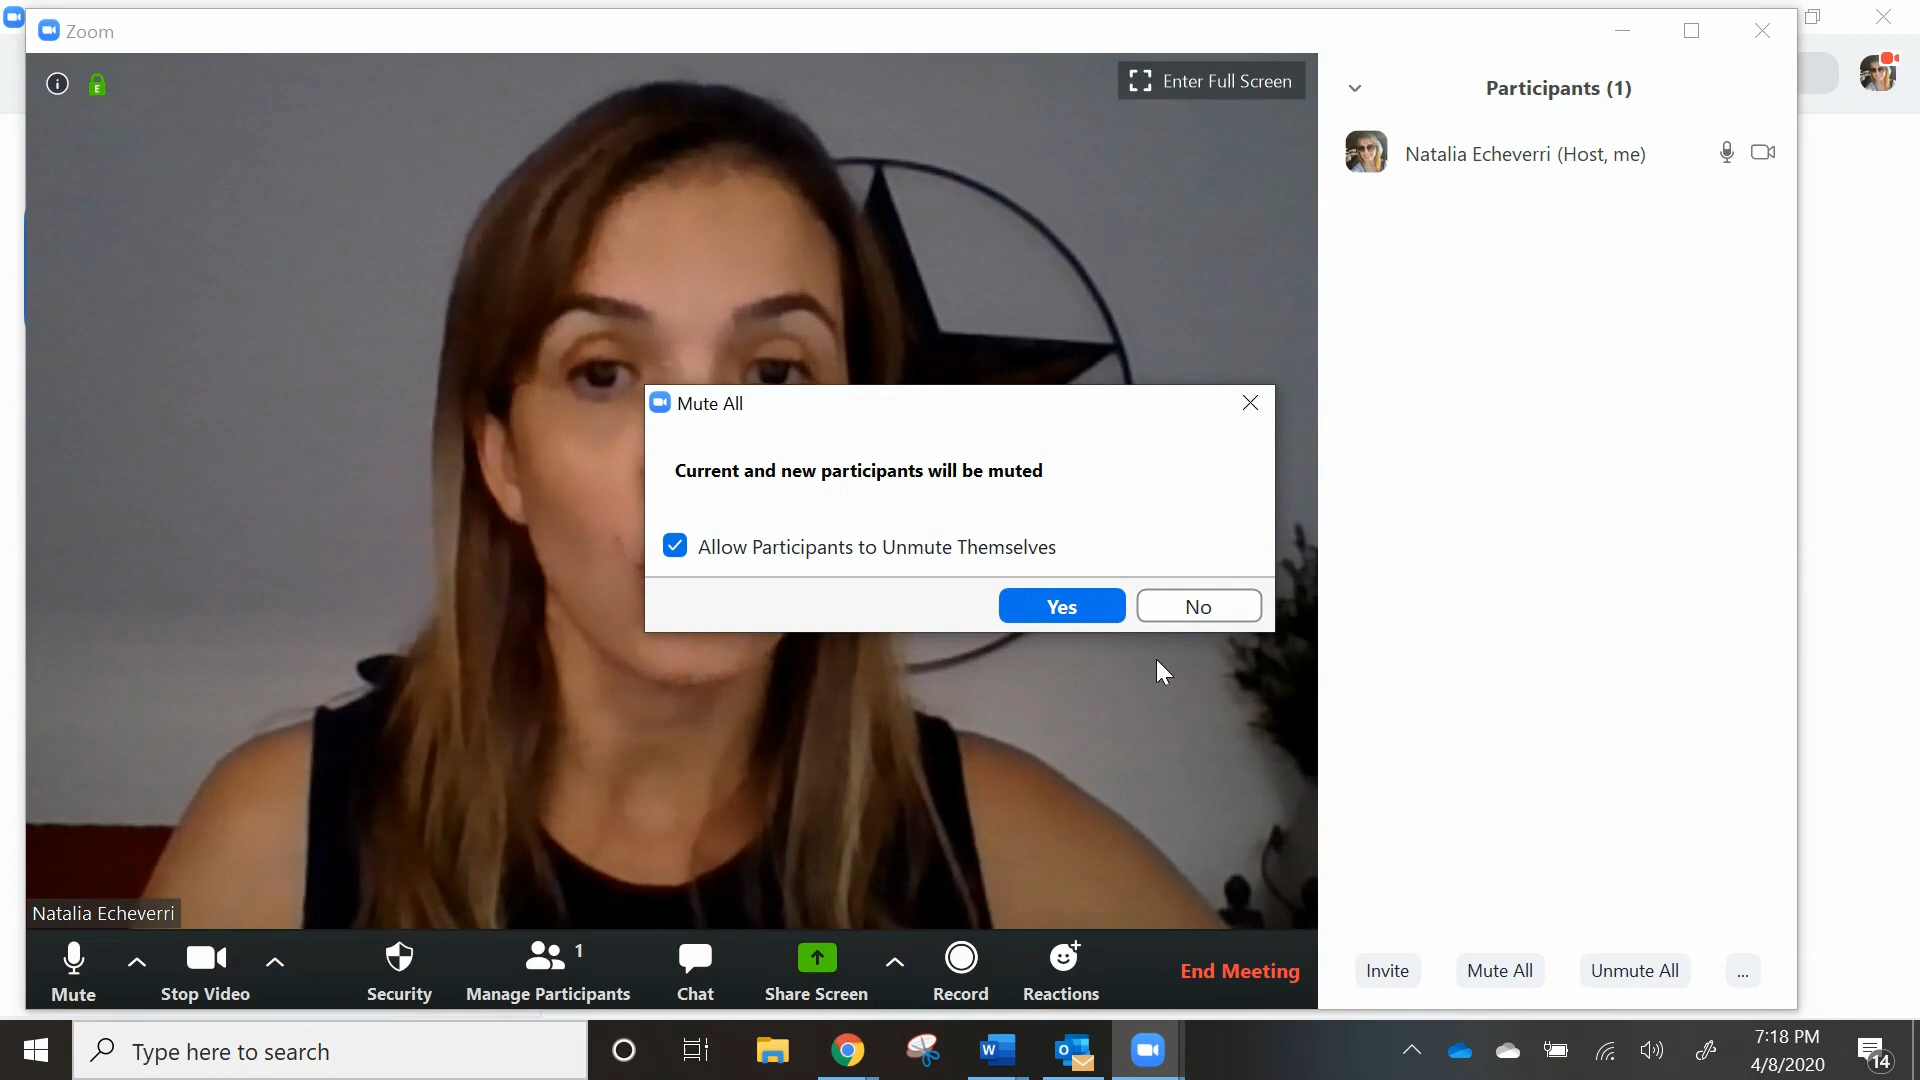 Zoom
Enter Full Screen
Participants (1)
Natalia Echeverri (Host, me)
Mute All
Current and new participants will be muted
Allow Participants to Unmute Themselves
Yes
No
Natalia Echeverri
Mute
Stop Video
Security
1
Manage Participants
Chat
Share Screen
Record
Reactions
End Meeting
Invite
Mute All
Unmute All
...
Type here to search
7:18 PM
4/8/2020
14